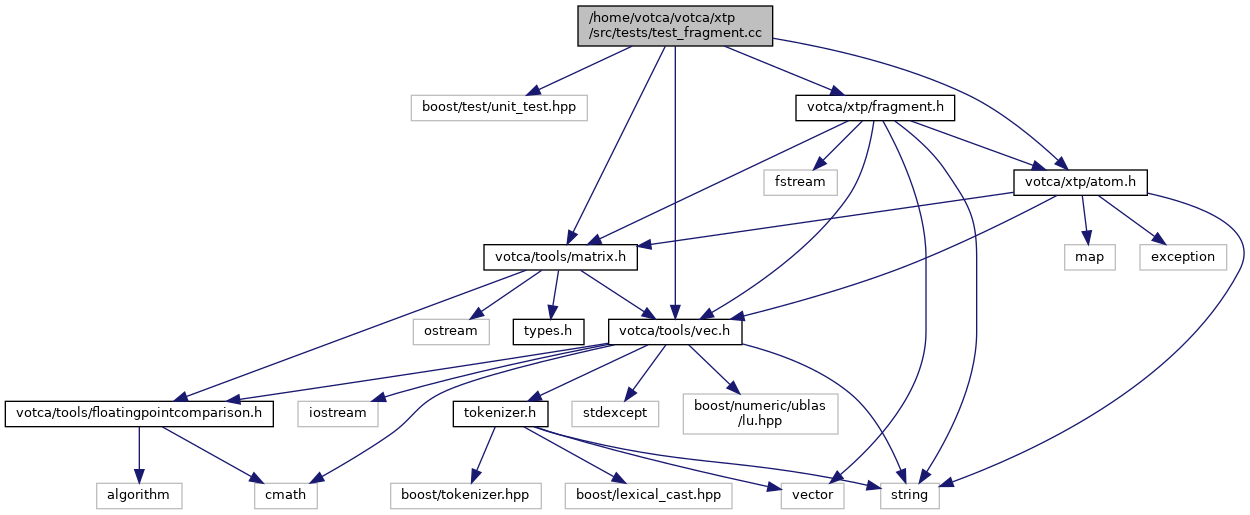 /home/votca/votca/xtp
/src/tests/test_fragment.cc
boost/test/unit_test.hpp
votca/xtp/fragment.h
fstream
votca/xtp/atom.h
votca/tools/matrix.h
map
exception
ostream
types.h
votca/tools/vec.h
votca/tools/floatingpointcomparison.h
iostream
tokenizer.h
stdexcept
boost/numeric/ublas
/lu.hpp
algorithm
cmath
boost/tokenizer.hpp
boost/lexical_cast.hpp
vector
string